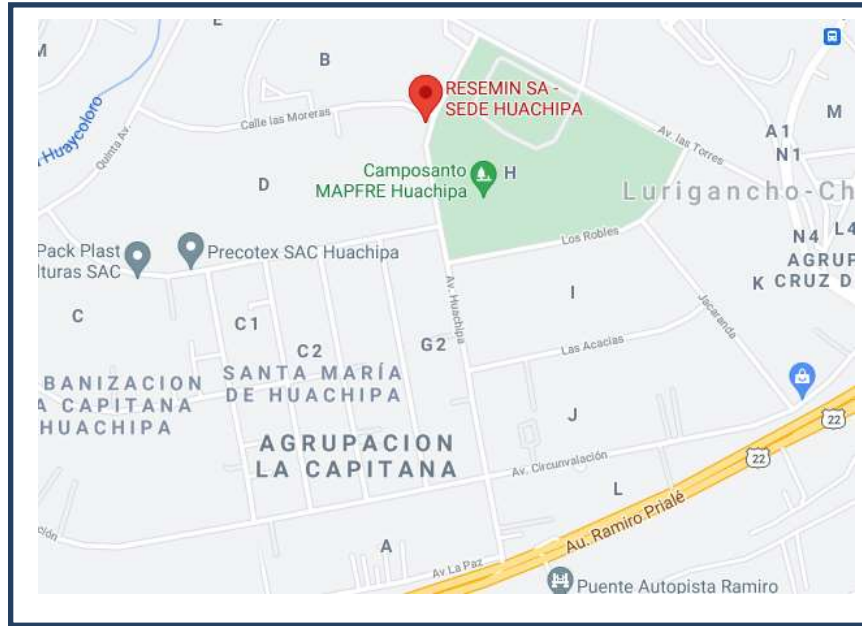 E
M
B
RESEMIN SA -
SEDE HUACHIPA
Calle las Moreras
Huaycoloro
Quinta Av.
Av. las Torres
A1
M
N1
Camposanto
MAPFRE Huachipa
H
D
Lurigancho-Ch
Los Robles
N4
L4
AGRUP
CRUZ D
K
Pack Plast
lturas SAC
Precotex SAC Huachipa
Av. Huachipa
I
Jacaranda
C
C1
C2
G2
Las Acacias
BANIZACION
A CAPITANA
HUACHIPA
SANTA MARÍA
DE HUACHIPA
J
22
AGRUPACION
LA CAPITANA
Av. Circunvalación
22
L
ción
A
Av La Paz
Au. Ramiro Prialé
Puente Autopista Ramiro